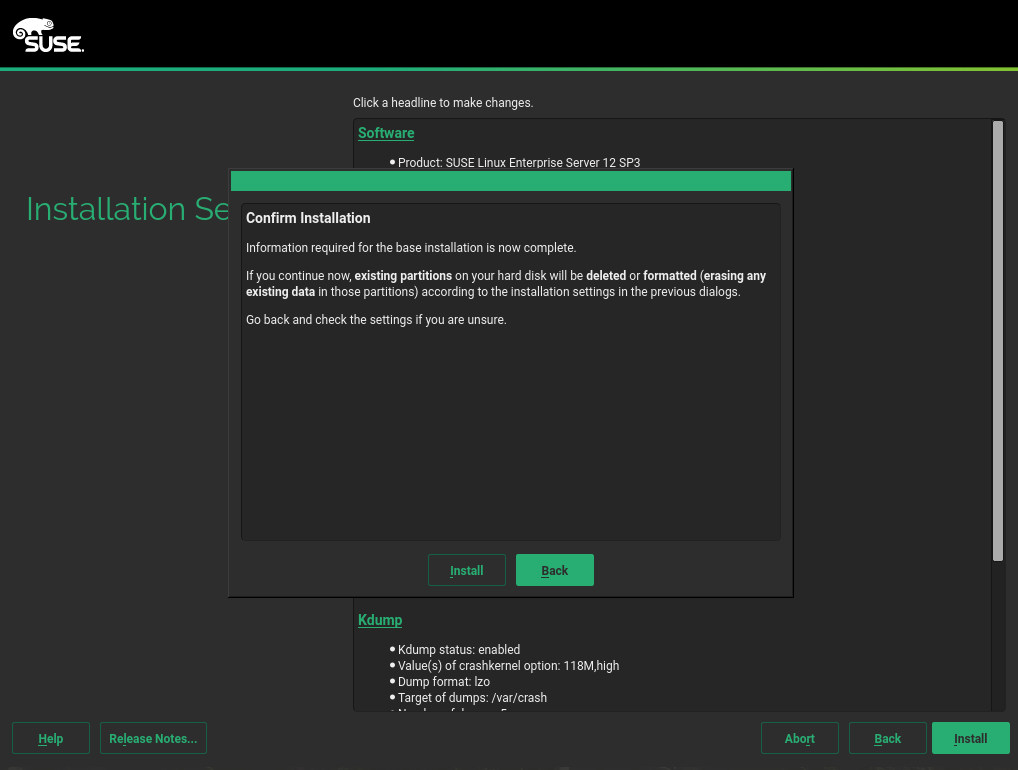 SUSE.
Click a headline to make changes.
Software
Product: SUSE Linux Enterprise Server 12 SP3
Installation Se
Confirm Installation
Information required for the base installation is now complete.
If you continue now, existing partitions on your hard disk will be deleted or formatted (erasing any
existing data in those partitions) according to the installation settings in the previous dialogs.
Go back and check the settings if you are unsure.
Install Back
Kdump
Kdump status: enabled
Value(s) of crashkernel option: 118M,high
Dump format: lzo
Target of dumps: /var/crash
Help Release Notes... Abort Back Install